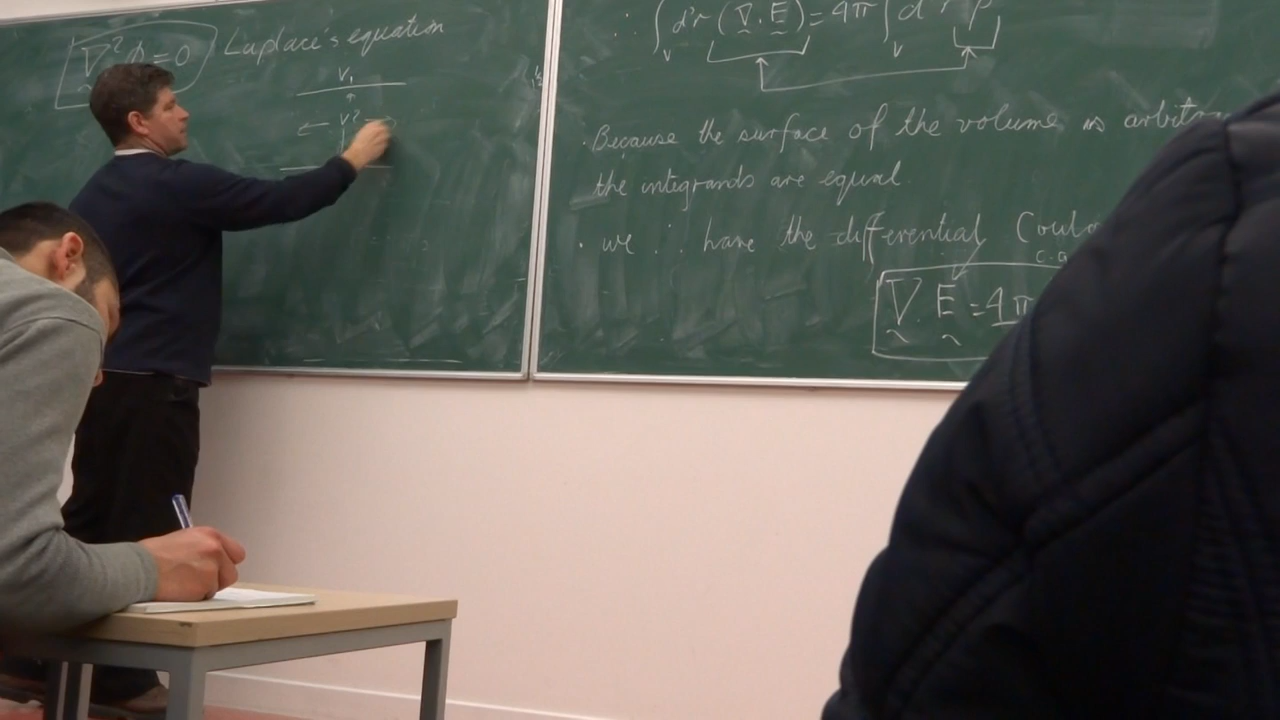 ∇²ϕ = 0 Laplace's equation
V₁
V₂
∴ ∫ᵥ d³r (∇ · E) = 4π ∫ᵥ d³r ρ
· Because the surface of the volume is
the integrands are equal.
· we ∴ have the differential
∇ · E = 4π